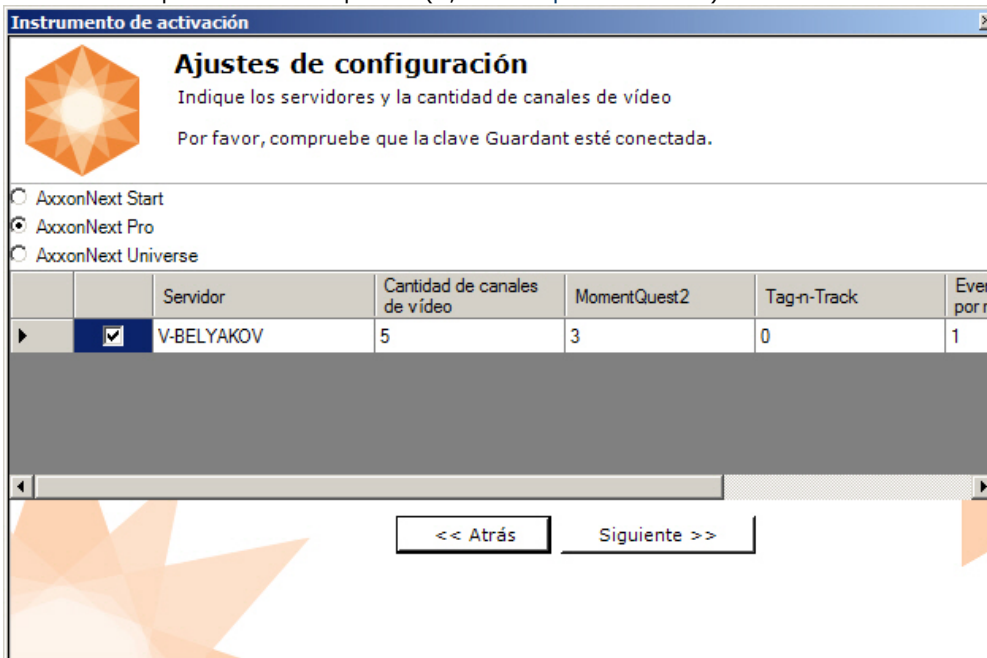 Instrumento de activación
Ajustes de configuración
Indique los servidores y la cantidad de canales de vídeo
Por favor, compruebe que la clave Guardant esté conectada.
AxxonNext Start
AxxonNext Pro
AxxonNext Universe
Servidor
Cantidad de canales
de vídeo
MomentQuest2
Tag-n-Track
V-BELYAKOV 5 3 0 1
<< Atrás
Siguiente >>